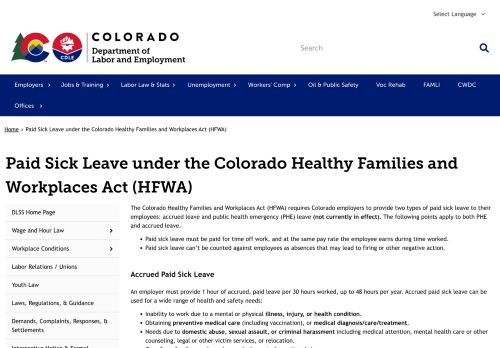 Select Language
COLORADO
Department of
Labor and Employment
CDLE
Search
Employers
Jobs & Training
Labor Law & Stats
Unemployment
Workers' Comp
Oil & Public Safety
Voc Rehab
FAMLI
CWDC
Offices
Home › Paid Sick Leave under the Colorado Healthy Families and Workplaces Act (HFWA)
Paid Sick Leave under the Colorado Healthy Families and
Workplaces Act (HFWA)
DLSS Home Page
Wage and Hour Law
Workplace Conditions
Labor Relations / Unions
Youth Law
Laws, Regulations, & Guidance
Demands, Complaints, Responses, &
Settlements
The Colorado Healthy Families and Workplaces Act (HFWA) requires Colorado employers to provide two types of paid sick leave to their
employees: accrued leave and public health emergency (PHE) leave (not currently in effect). The following points apply to both PHE
and accrued leave.
• Paid sick leave must be paid for time off work, and at the same pay rate the employee earns during time worked.
• Paid sick leave can't be counted against employees as absences that may lead to firing or other negative action.
Accrued Paid Sick Leave
An employer must provide 1 hour of accrued, paid leave per 30 hours worked, up to 48 hours per year. Accrued paid sick leave can be
used for a wide range of health and safety needs:
• Inability to work due to a mental or physical illness, injury, or health condition.
• Obtaining preventive medical care (including vaccination), or medical diagnosis/care/treatment.
• Needs due to domestic abuse, sexual assault, or criminal harassment including medical attention, mental health care or other
counseling, legal or other victim services, or relocation.